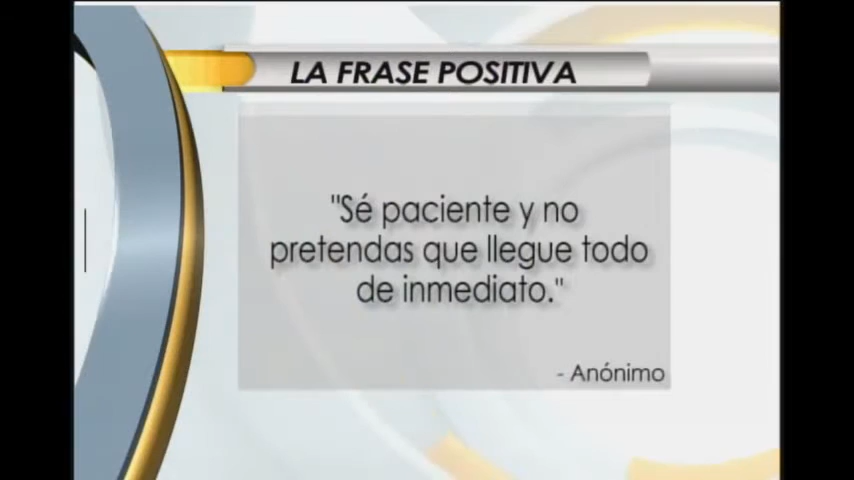 LA FRASE POSITIVA
"Sé paciente y no
pretendas que llegue todo
de inmediato."
- Anónimo